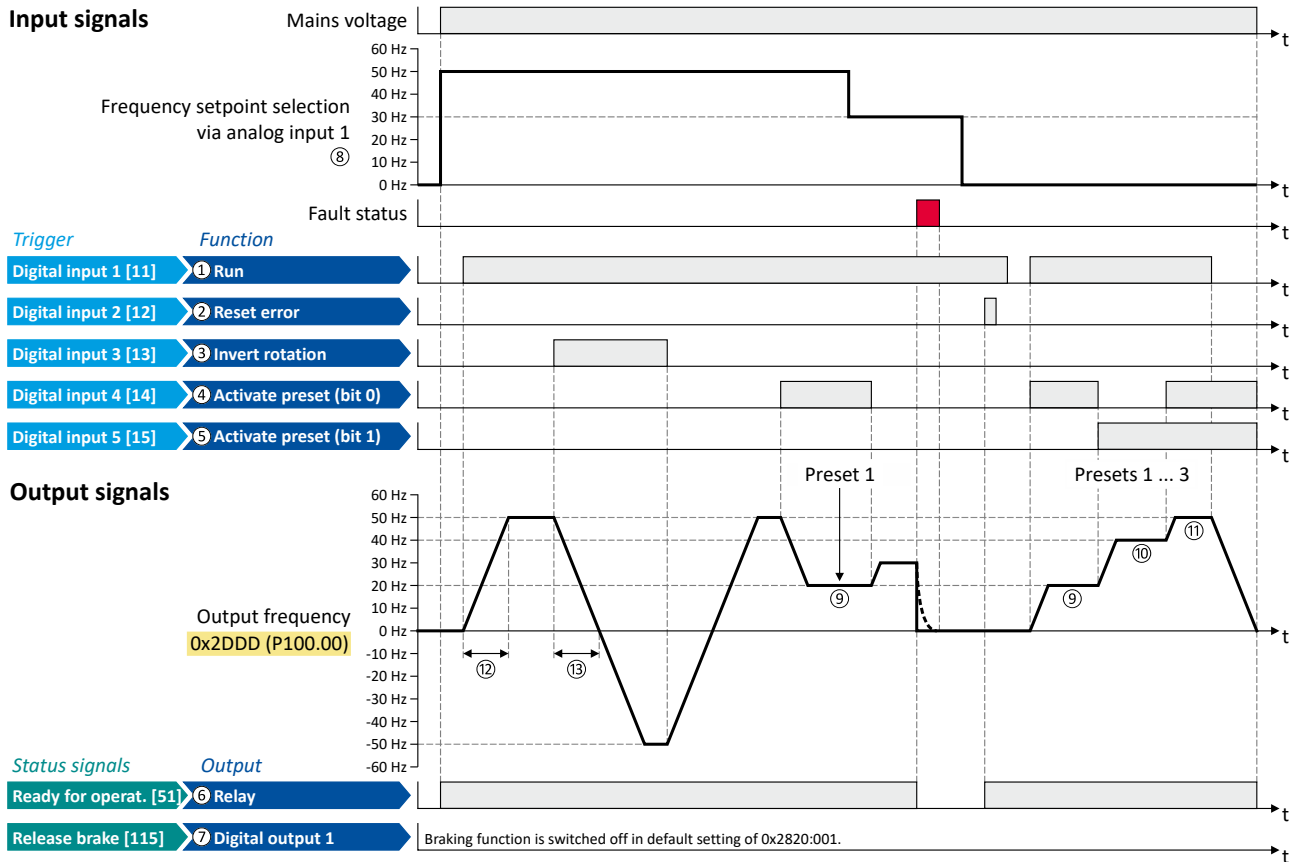 Input signals
Mains voltage
t
60 Hz
50 Hz
40 Hz
30 Hz
20 Hz
10 Hz
0 Hz
Frequency setpoint selection
via analog input 1
⑧
t
Fault status
t
Trigger Function
Digital input 1 [11] ① Run
t
Digital input 2 [12] ② Reset error
t
Digital input 3 [13] ③ Invert rotation
t
Digital input 4 [14] ④ Activate preset (bit 0)
t
Digital input 5 [15] ⑤ Activate preset (bit 1)
t
Output signals
Preset 1
Presets 1 ... 3
60 Hz
50 Hz
40 Hz
30 Hz
20 Hz
10 Hz
0 Hz
-10 Hz
-20 Hz
-30 Hz
-40 Hz
-50 Hz
-60 Hz
Output frequency
0x2DDD (P100.00)
⑨
⑨
⑩
⑪
⑫
⑬
t
Status signals Output
Ready for operat. [51] ⑥ Relay
t
Release brake [115] ⑦ Digital output 1
Braking function is switched off in default setting of 0x2820:001.
t